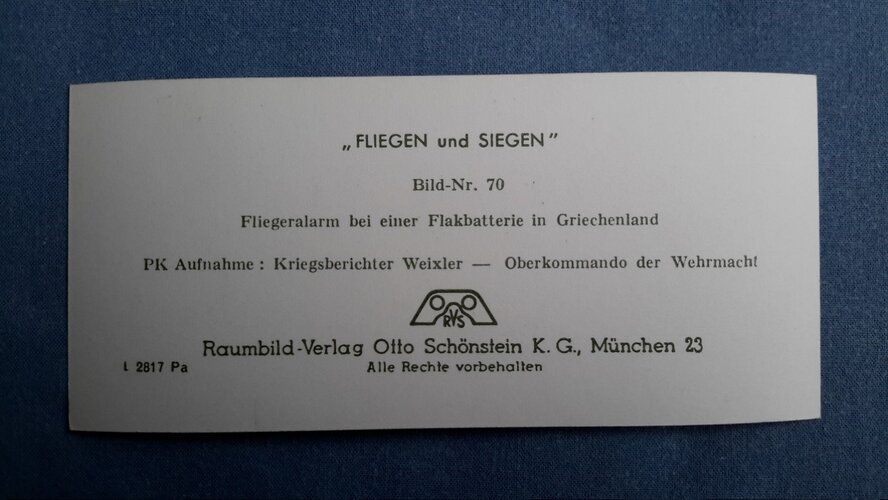 „FLIEGEN und SIEGEN”
Bild-Nr. 70
Fliegeralarm bei einer Flakbatterie in Griechenland
PK Aufnahme : Kriegsberichter Weixler — Oberkommando der Wehrmacht
RVS
Raumbild-Verlag Otto Schönstein K. G., München 23
L 2817 Pa
Alle Rechte vorbehalten